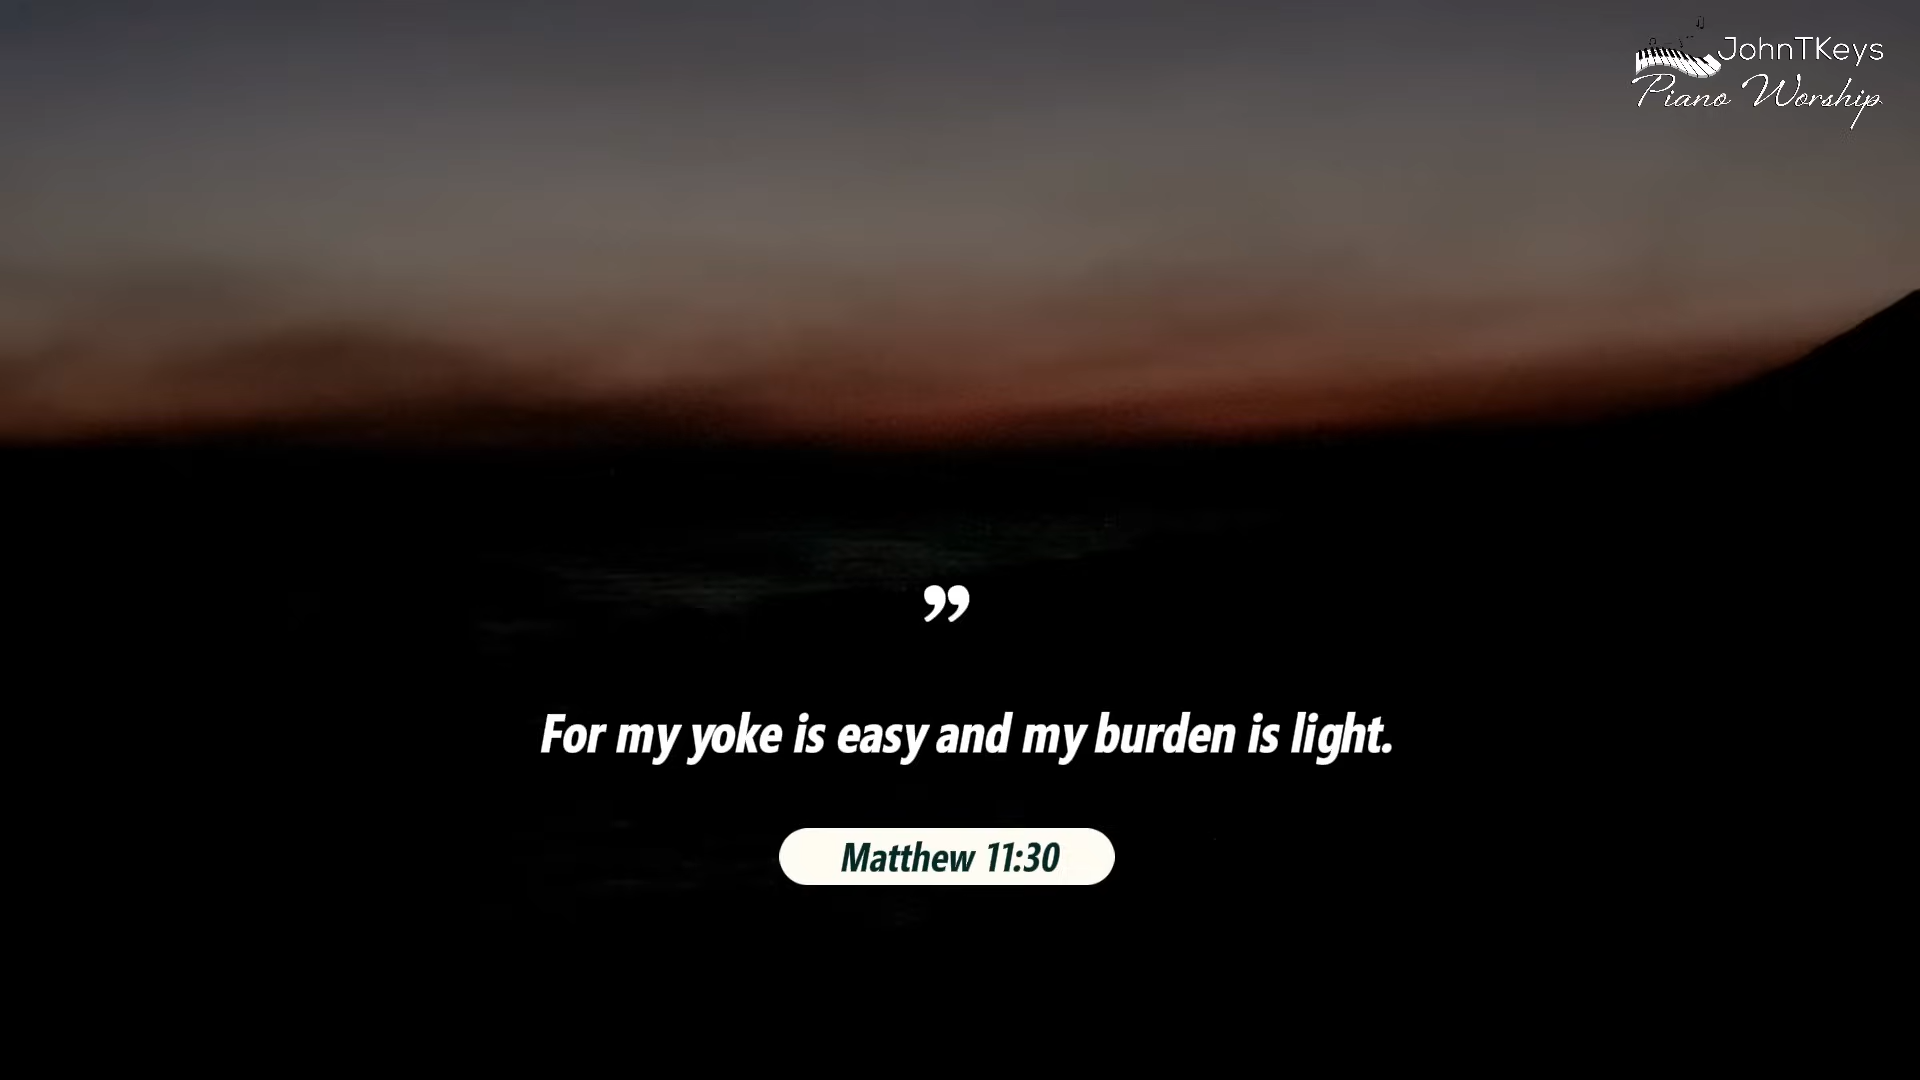 JohnTKeys
Piano Worship
”
For my yoke is easy and my burden is light.
Matthew 11:30